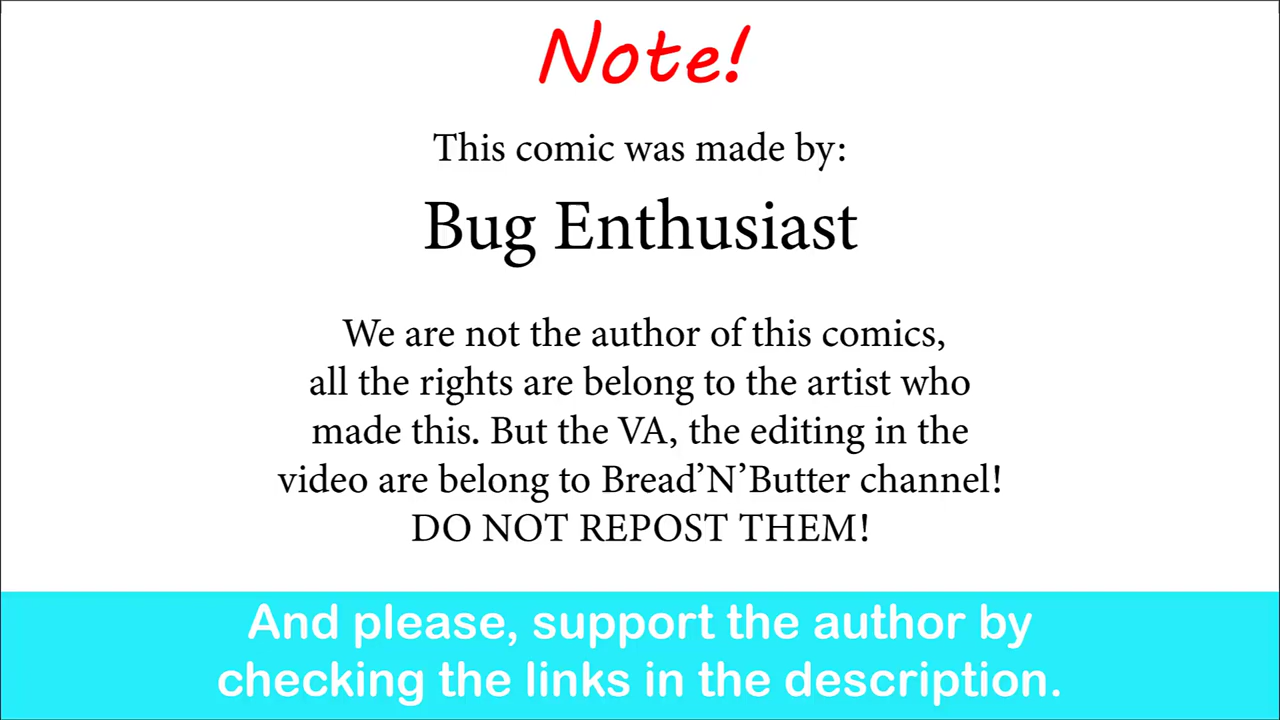 Note!
This comic was made by:
Bug Enthusiast
We are not the author of this comics,
all the rights are belong to the artist who
made this. But the VA, the editing in the
video are belong to Bread’N’Butter channel!
DO NOT REPOST THEM!
And please, support the author by
checking the links in the description.